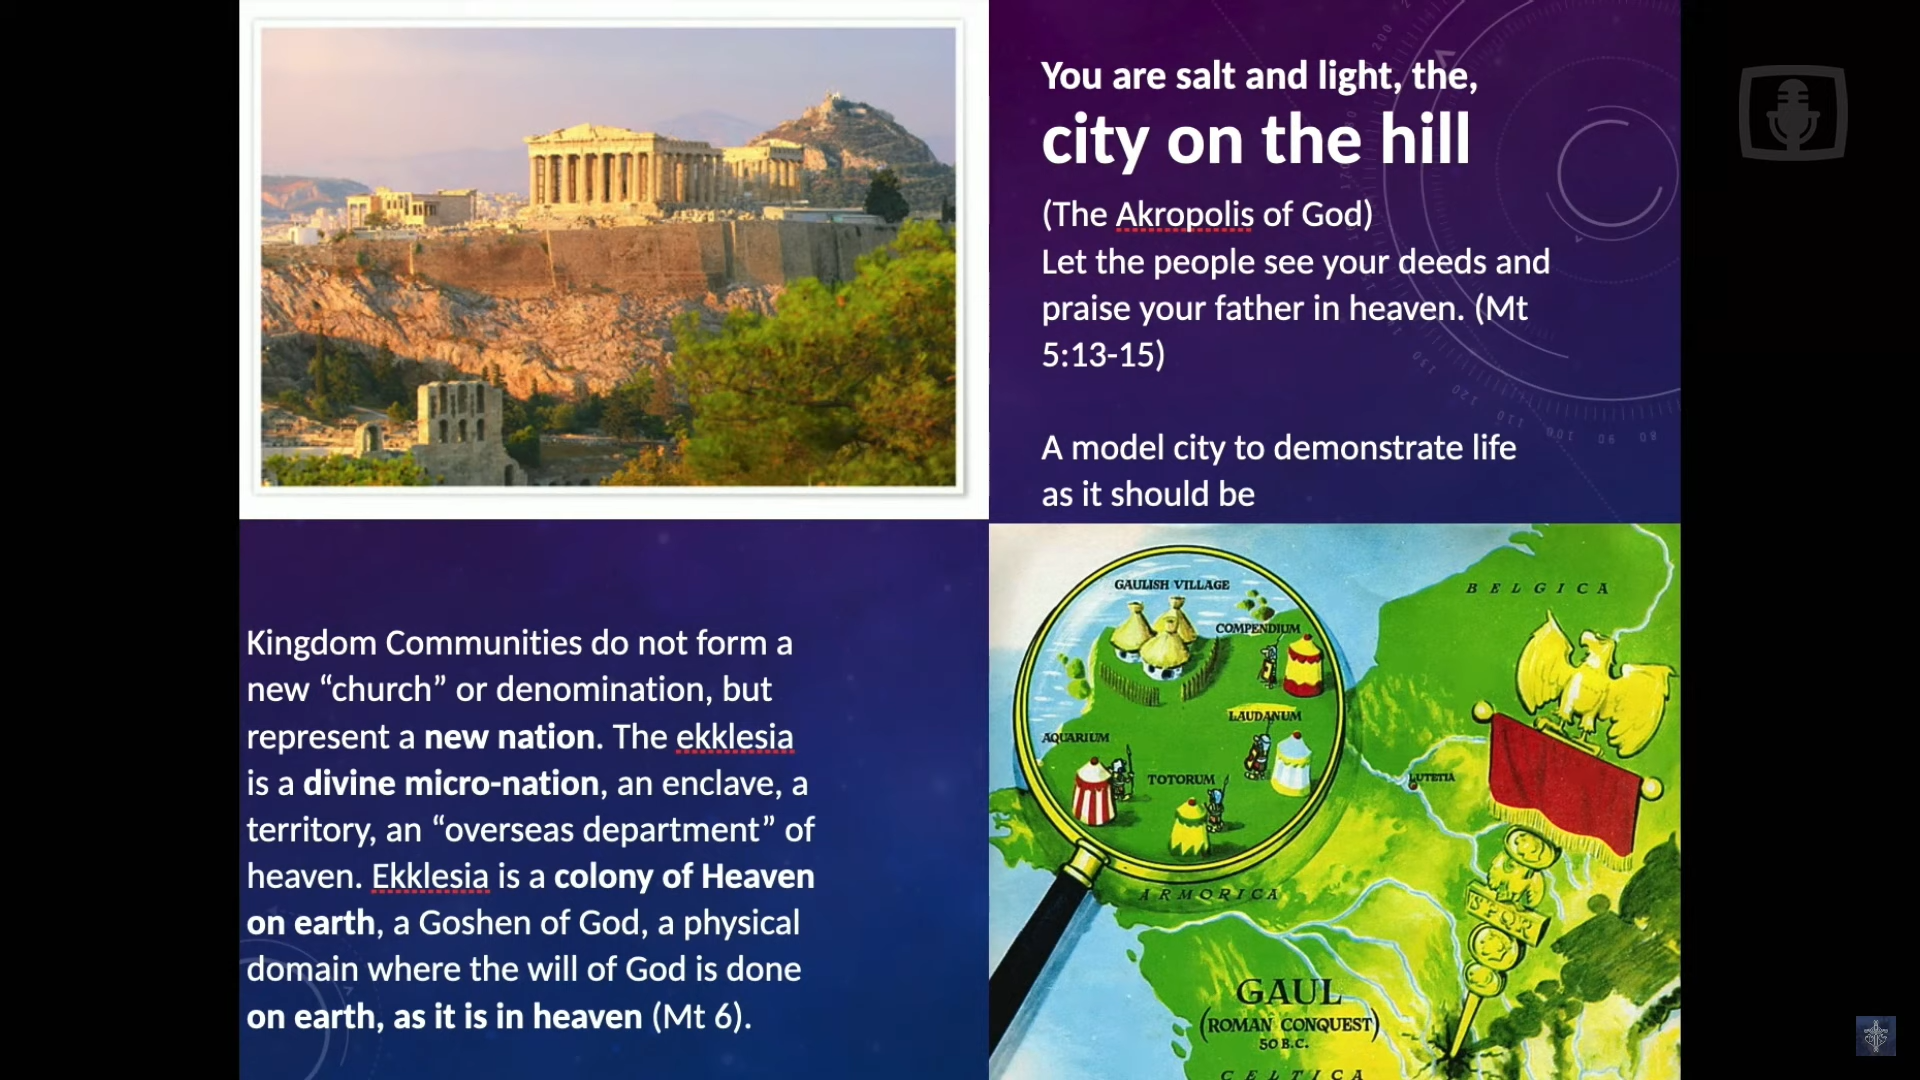 You are salt and light, the,
city on the hill
(The Akropolis of God)
Let the people see your deeds and
praise your father in heaven. (Mt
5:13-15)
A model city to demonstrate life
as it should be
Kingdom Communities do not form a
new “church” or denomination, but
represent a new nation. The ekklesia
is a divine micro-nation, an enclave, a
territory, an “overseas department” of
heaven. Ekklesia is a colony of Heaven
on earth, a Goshen of God, a physical
domain where the will of God is done
on earth, as it is in heaven (Mt 6).
GAULISH VILLAGE
COMPENDIUM
LAUDANUM
AQUARIUM
TOTORUM
BELGICA
LUTETIA
ARMORICA
SPQR
GAUL
(ROMAN CONQUEST)
50 B.C.
CELTICA